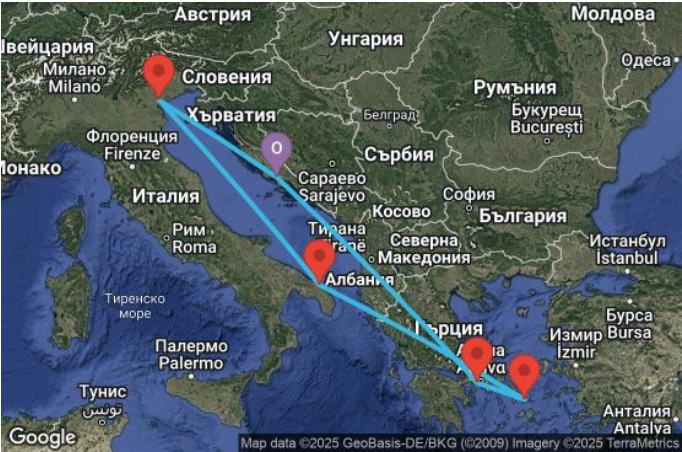 Австрия
Молдова
Швейцария
Унгария
Одеса
Милано
Milano
Словения
Румъния
Хърватия
Белград
Букурещ
București
Флоренция
Firenze
Сърбия
Монако
O
Сараево
Sarajevo
Италия
София
Косово
България
Рим
Roma
Тирана
Северна
Македония
Истанбул
İstanbul
Албания
Тиренско
море
Гърция
Бурса
Bursa
Измир
İzmir
Палермо
Palermo
Тунис
تونس
Анталия
Antalya
Google
Map data ©2025 GeoBasis-DE/BKG (©2009) Imagery ©2025 TerraMetrics